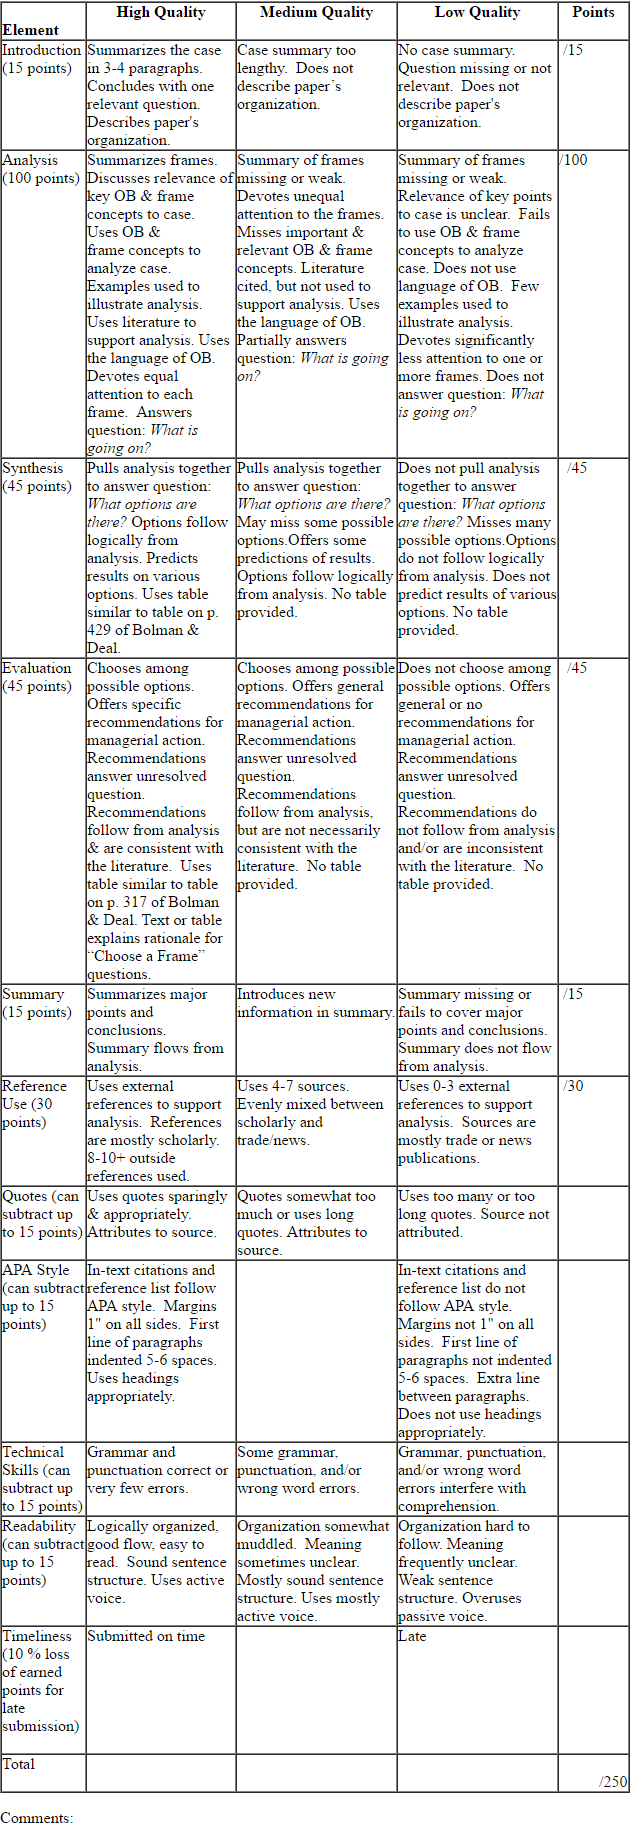 Element
High Quality
Medium Quality
Low Quality
Points
Introduction
(15 points)
Summarizes the case
in 3-4 paragraphs.
Concludes with one
relevant question.
Describes paper's
organization.
Case summary too
lengthy.  Does not
describe paper's
organization.
No case summary.
Question missing or not
relevant.  Does not
describe paper's
organization.
/15
Analysis
(100 points)
Summarizes frames.
Discusses relevance of
key OB & frame
concepts to case.
Uses OB &
frame concepts to
analyze case.
Examples used to
illustrate analysis.
Uses literature to
support analysis. Uses
the language of OB.
Devotes equal
attention to each
frame.  Answers
question: What is
going on?
Summary of frames
missing or weak.
Devotes unequal
attention to the frames.
Misses important &
relevant OB & frame
concepts. Literature
cited, but not used to
support analysis. Uses
the language of OB.
Partially answers
question: What is going
on?
Summary of frames
missing or weak.
Relevance of key points
to case is unclear.  Fails
to use OB & frame
concepts to analyze
case. Does not use
language of OB.  Few
examples used to
illustrate analysis.
Devotes significantly
less attention to one or
more frames. Does not
answer question: What
is going on?
/100
Synthesis
(45 points)
Pulls analysis together
to answer question:
What options are
there? Options follow
logically from
analysis. Predicts
results on various
options. Uses table
similar to table on p.
429 of Bolman &
Deal.
Pulls analysis together
to answer question:
What options are there?
May miss some possible
options.Offers some
predictions of results.
Options follow logically
from analysis. No table
provided.
Does not pull analysis
together to answer
question: What options
are there? Misses many
possible options.Options
do not follow logically
from analysis. Does not
predict results of various
options. No table
provided.
/45
Evaluation
(45 points)
Chooses among
possible options.
Offers specific
recommendations for
managerial action.
Recommendations
answer unresolved
question.
Recommendations
follow from analysis
& are consistent with
the literature.  Uses
table similar to table
on p. 317 of Bolman
& Deal. Text or table
explains rationale for
“Choose a Frame”
questions.
Chooses among possible
options. Offers general
recommendations for
managerial action.
Recommendations
answer unresolved
question.
Recommendations
follow from analysis,
but are not necessarily
consistent with the
literature.  No table
provided.
Does not choose among
possible options. Offers
general or no
recommendations for
managerial action.
Recommendations
answer unresolved
question.
Recommendations do
not follow from analysis
and/or are inconsistent
with the literature.  No
table provided.
/45
Summary
(15 points)
Summarizes major
points and
conclusions.
Summary flows from
analysis.
Introduces new
information in summary.
Summary missing or
fails to cover major
points and conclusions.
Summary does not flow
from analysis.
/15
Reference
Use (30
points)
Uses external
references to support
analysis.  References
are mostly scholarly.
8-10+ outside
references used.
Uses 4-7 sources.
Evenly mixed between
scholarly and
trade/news.
Uses 0-3 external
references to support
analysis.  Sources are
mostly trade or news
publications.
/30
Quotes (can
subtract up
to 15 points)
Uses quotes sparingly
& appropriately.
Attributes to source.
Quotes somewhat too
much or uses long
quotes. Attributes to
source.
Uses too many or too
long quotes. Source not
attributed.
APA Style
(can subtract
up to 15
points)
In-text citations and
reference list follow
APA style.  Margins
1" on all sides.  First
line of paragraphs
indented 5-6 spaces.
Uses headings
appropriately.
In-text citations and
reference list do not
follow APA style.
Margins not 1" on all
sides.  First line of
paragraphs not indented
5-6 spaces.  Extra line
between paragraphs.
Does not use headings
appropriately.
Technical
Skills (can
subtract up
to 15 points)
Grammar and
punctuation correct or
very few errors.
Some grammar,
punctuation, and/or
wrong word errors.
Grammar, punctuation,
and/or wrong word
errors interfere with
comprehension.
Readability
(can subtract
up to 15
points)
Logically organized,
good flow, easy to
read.  Sound sentence
structure. Uses active
voice.
Organization somewhat
muddled.  Meaning
sometimes unclear.
Mostly sound sentence
structure. Uses mostly
active voice.
Organization hard to
follow. Meaning
frequently unclear.
Weak sentence
structure. Overuses
passive voice.
Timeliness
(10 % loss
of earned
points for
late
submission)
Submitted on time
Late
Total
/250
Comments: